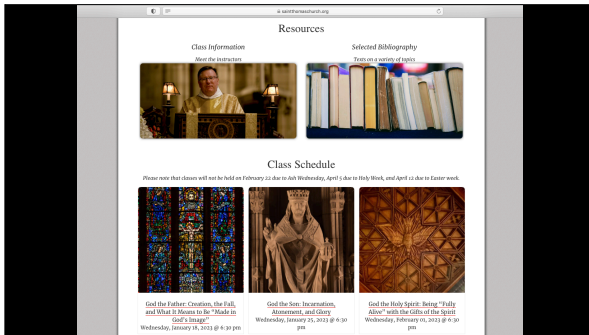 saintthomaschurch.org
Resources
Class Information
Selected Bibliography
Meet the instructors
Texts on a variety of topics
Class Schedule
Please note that classes will not be held on February 22 due to Ash Wednesday, April 5 due to Holy Week, and April 12 due to Easter week.
God the Father: Creation, the Fall,
and What It Means to Be “Made in
God’s Image”
Wednesday, January 18, 2023 @ 6:30 pm
God the Son: Incarnation,
Atonement, and Glory
Wednesday, January 25, 2023 @ 6:30
pm
God the Holy Spirit: Being “Fully
Alive” with the Gifts of the Spirit
Wednesday, February 01, 2023 @ 6:30
pm